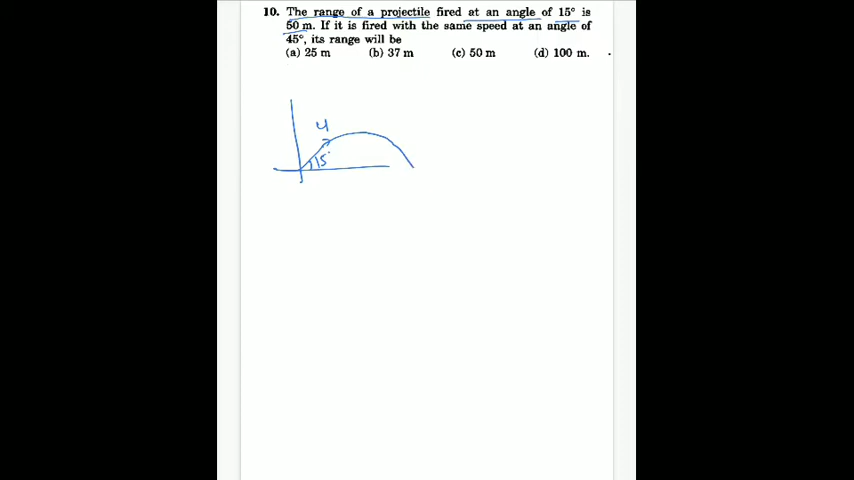 10. The range of a projectile fired at an angle of 15° is
50 m. If it is fired with the same speed at an angle of
45°, its range will be
(a) 25 m (b) 37 m (c) 50 m (d) 100 m.
u
15°